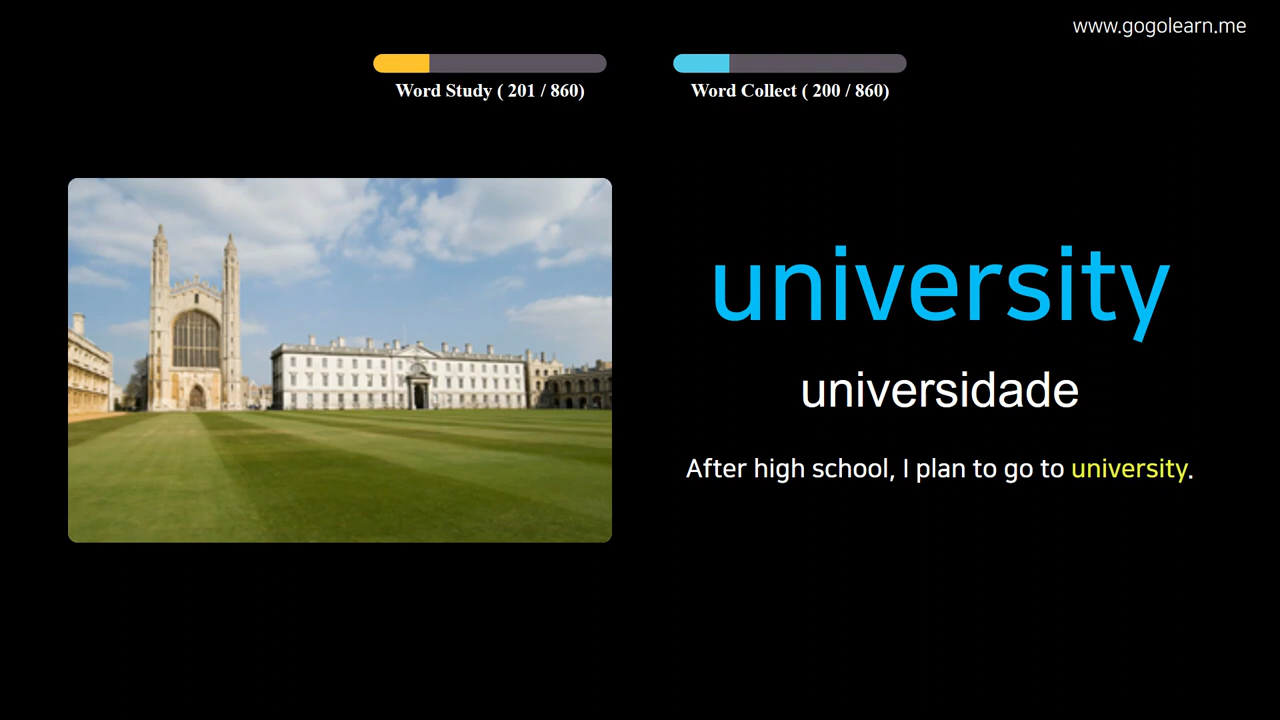 www.gogolearn.me
Word Study ( 201 / 860)
Word Collect ( 200 / 860)
university
universidade
After high school, I plan to go to university.